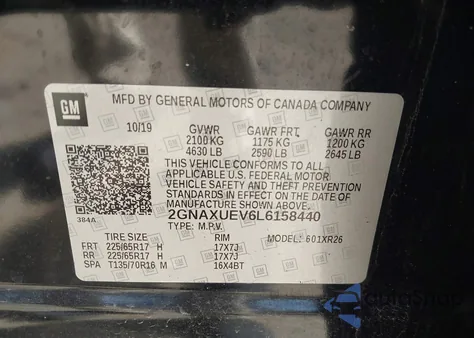 GM
MFD BY GENERAL MOTORS OF CANADA COMPANY
10/19 GVWR GAWR FRT GAWR RR
2100 KG 1175 KG 1200 KG
4630 LB 2590 LB 2645 LB
THIS VEHICLE CONFORMS TO ALL
APPLICABLE U.S. FEDERAL MOTOR
VEHICLE SAFETY AND THEFT PREVENTION
STANDARDS IN EFFECT ON THE DATE OF
MANUFACTURE SHOWN ABOVE.
384A 2GNAXUEV6L6158440
TYPE: M.P.V. MODEL: 601XR26
TIRE SIZE RIM
FRT 225/65R17 H 17X7J
RR 225/65R17 H 17X7J
SPA T135/70R16 M 16X4BT